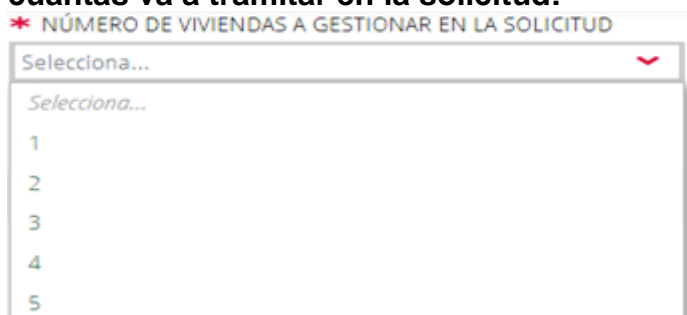 cuántas va a tramitar en la solicitud.
* NÚMERO DE VIVIENDAS A GESTIONAR EN LA SOLICITUD
Selecciona...
Selecciona...
1
2
3
4
5